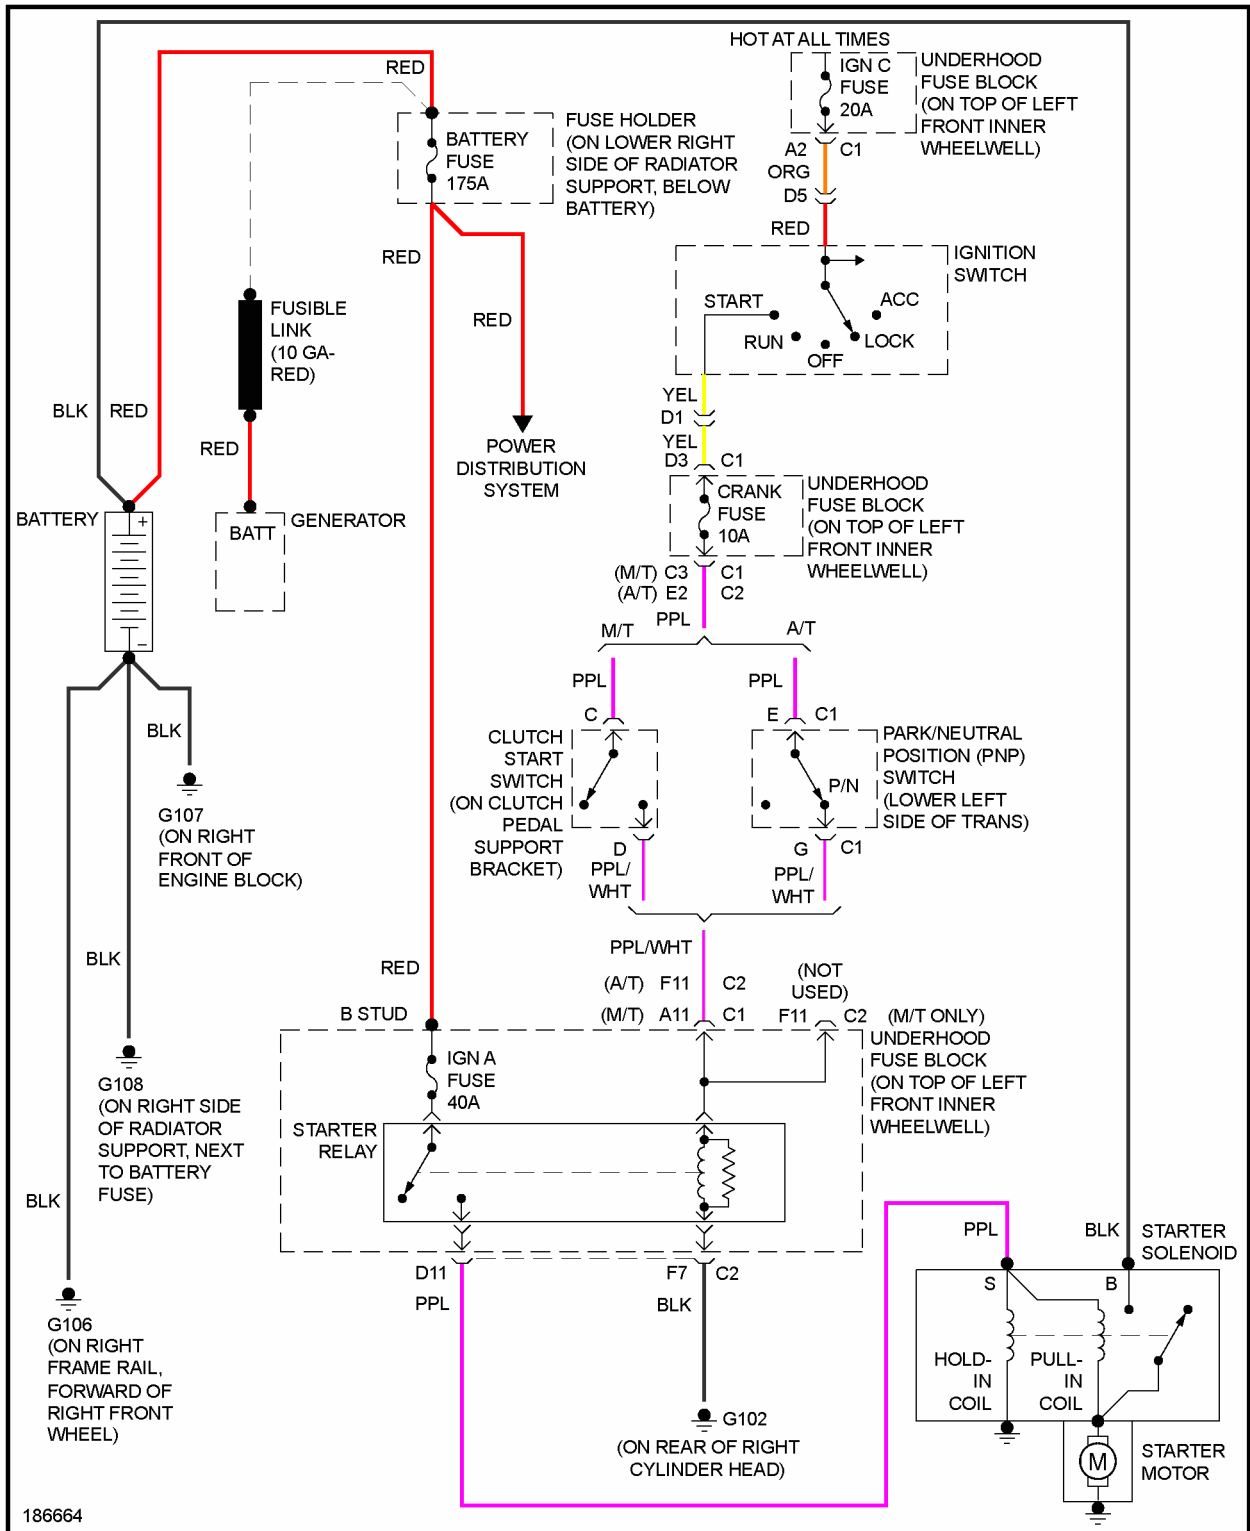 HOT AT ALL TIMES
IGN C
FUSE
20A
UNDERHOOD
FUSE BLOCK
(ON TOP OF LEFT
FRONT INNER
WHEELWELL)
A2 C1
ORG
D5
RED
RED
BATTERY
FUSE
175A
FUSE HOLDER
(ON LOWER RIGHT
SIDE OF RADIATOR
SUPPORT, BELOW
BATTERY)
RED
RED
POWER
DISTRIBUTION
SYSTEM
IGNITION
SWITCH
START
ACC
RUN
LOCK
OFF
FUSIBLE
LINK
(10 GA-
RED)
RED
BLK
RED
BATTERY
+
-
BATT
GENERATOR
YEL
D1
YEL
D3 C1
CRANK
FUSE
10A
UNDERHOOD
FUSE BLOCK
(ON TOP OF LEFT
FRONT INNER
WHEELWELL)
(M/T) C3 C1
(A/T) E2 C2
PPL
M/T
A/T
PPL
PPL
C
E C1
CLUTCH
START
SWITCH
(ON CLUTCH
PEDAL
SUPPORT
BRACKET)
P/N
PARK/NEUTRAL
POSITION (PNP)
SWITCH
(LOWER LEFT
SIDE OF TRANS)
D
PPL/
WHT
G C1
PPL/
WHT
BLK
G107
(ON RIGHT
FRONT OF
ENGINE BLOCK)
BLK
G108
(ON RIGHT SIDE
OF RADIATOR
SUPPORT, NEXT
TO BATTERY
FUSE)
BLK
G106
(ON RIGHT
FRAME RAIL,
FORWARD OF
RIGHT FRONT
WHEEL)
PPL/WHT
(A/T) F11 C2
(M/T) A11 C1
(NOT
USED)
F11 C2 (M/T ONLY)
RED
B STUD
IGN A
FUSE
40A
UNDERHOOD
FUSE BLOCK
(ON TOP OF LEFT
FRONT INNER
WHEELWELL)
STARTER
RELAY
D11
PPL
F7 C2
BLK
G102
(ON REAR OF RIGHT
CYLINDER HEAD)
PPL
BLK
STARTER
SOLENOID
S
B
HOLD-
IN
COIL
PULL-
IN
COIL
M
STARTER
MOTOR
186664